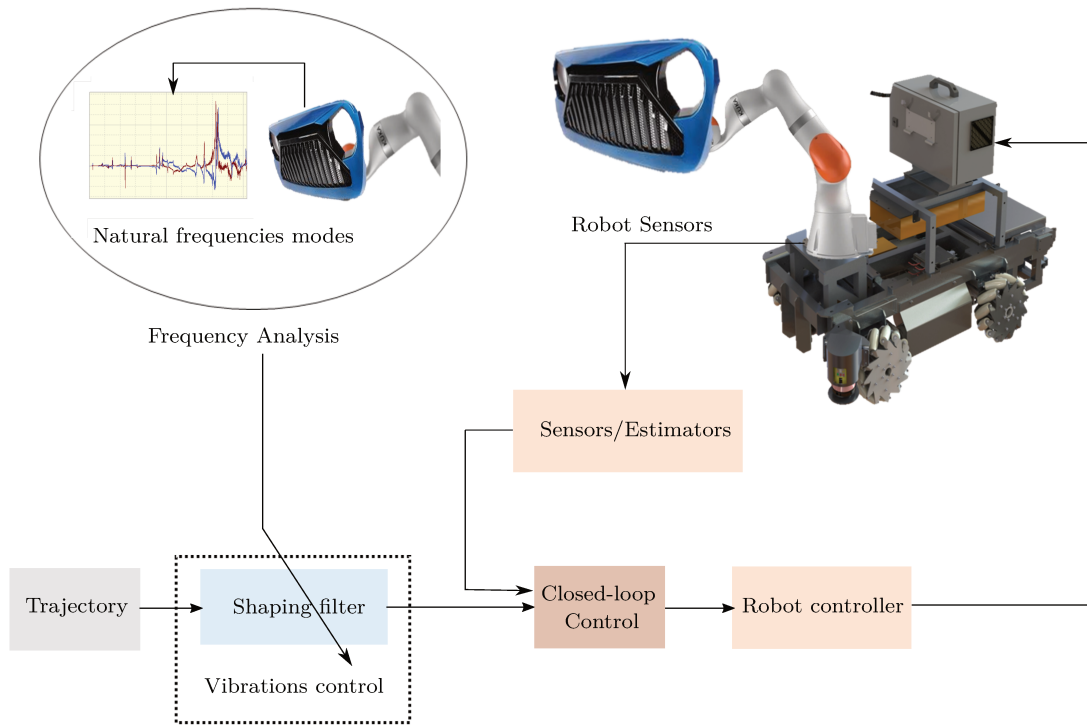 Natural frequencies modes
Robot Sensors
Frequency Analysis
Sensors/Estimators
Trajectory
Shaping filter
Closed-loop
Control
Robot controller
Vibrations control